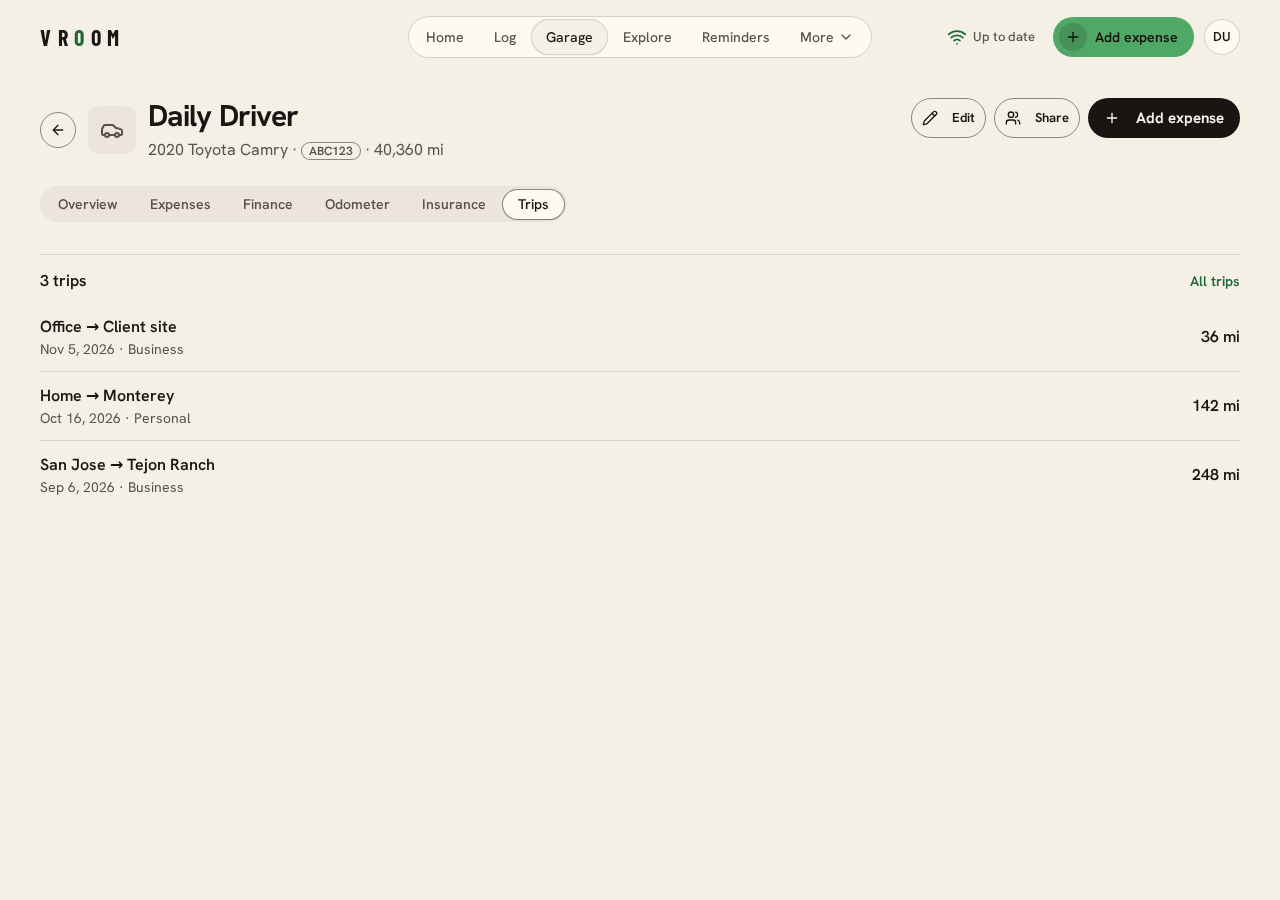 VROOM
Home Log Garage Explore Reminders More
Up to date
Add expense
DU
Daily Driver
2020 Toyota Camry · ABC123 · 40,360 mi
Edit
Share
Add expense
Overview Expenses Finance Odometer Insurance Trips
3 trips
All trips
Office → Client site
Nov 5, 2026 · Business
36 mi
Home → Monterey
Oct 16, 2026 · Personal
142 mi
San Jose → Tejon Ranch
Sep 6, 2026 · Business
248 mi